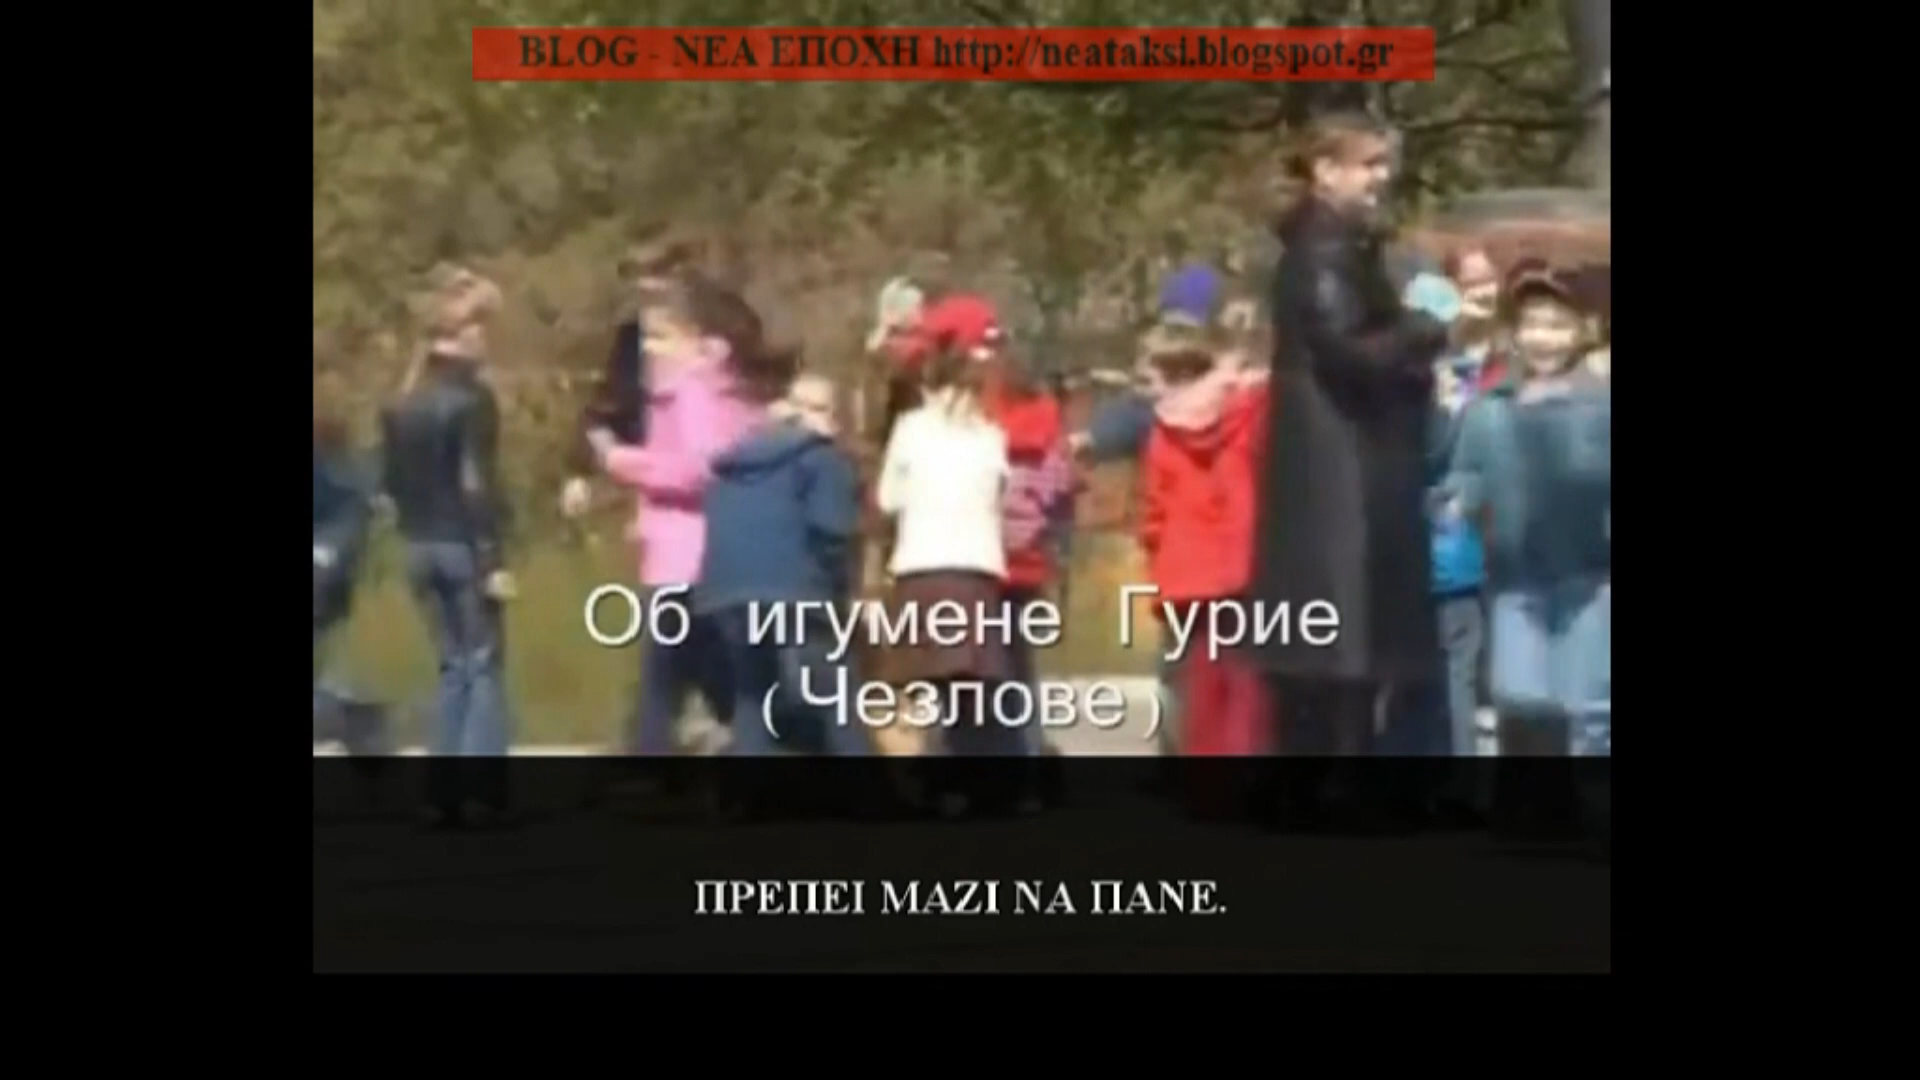 BLOG - ΝΕΑ ΕΠΟΧΗ http://neataksi.blogspot.gr
Об игумене Гурие
(Чезлове)
ΠΡΕΠΕΙ ΜΑΖΙ ΝΑ ΠΑΝΕ.